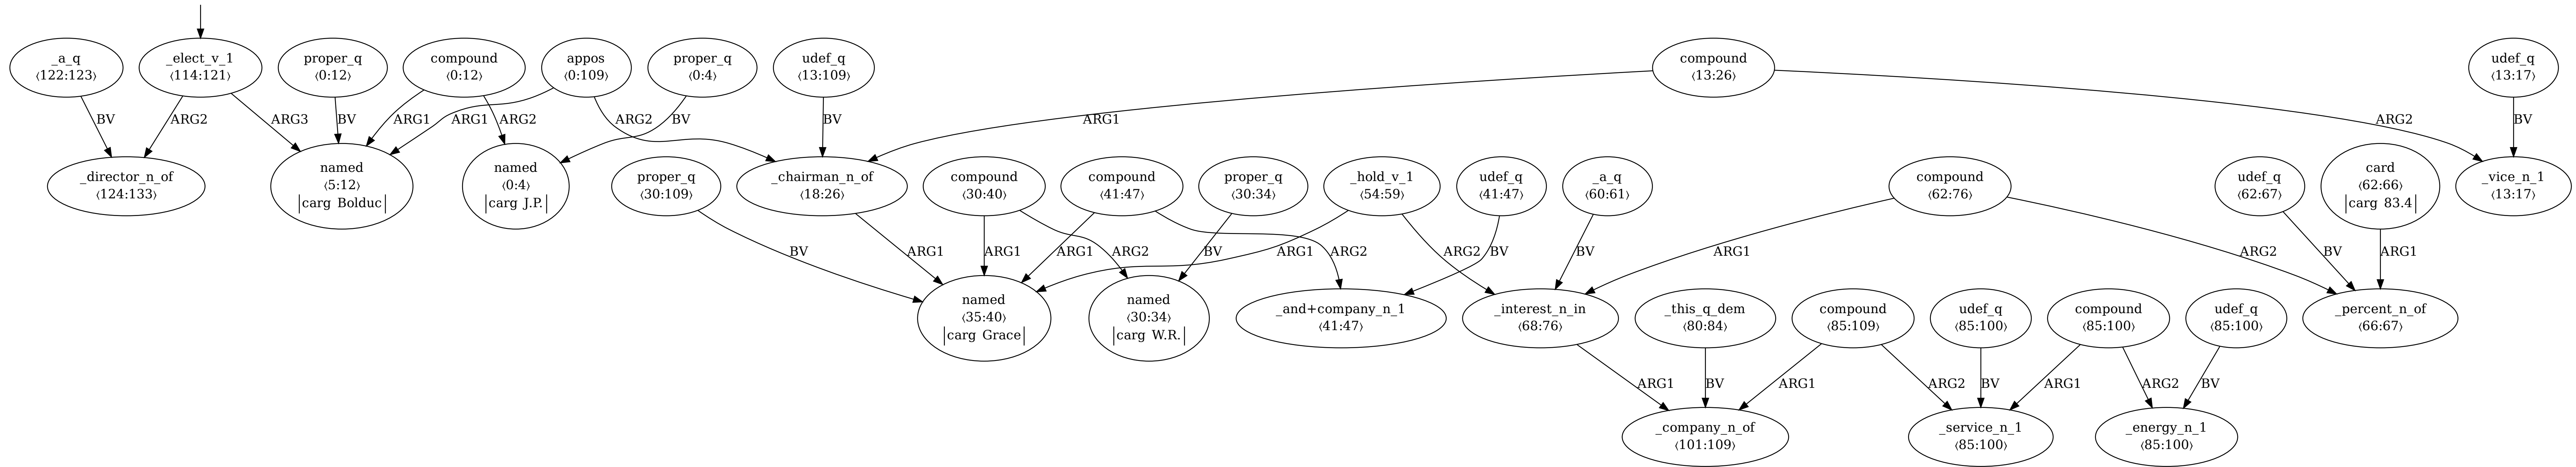 _a_q
⟨122:123⟩
_elect_v_1
⟨114:121⟩
proper_q
⟨0:12⟩
compound
⟨0:12⟩
appos
⟨0:109⟩
proper_q
⟨0:4⟩
udef_q
⟨13:109⟩
compound
⟨13:26⟩
udef_q
⟨13:17⟩
BV
ARG2
ARG3
BV
ARG1
ARG2
ARG1
ARG2
BV
BV
ARG1
ARG2
BV
_director_n_of
⟨124:133⟩
named
⟨5:12⟩
|carg Bolduc|
named
⟨0:4⟩
|carg J.P.|
proper_q
⟨30:109⟩
_chairman_n_of
⟨18:26⟩
compound
⟨30:40⟩
compound
⟨41:47⟩
proper_q
⟨30:34⟩
_hold_v_1
⟨54:59⟩
udef_q
⟨41:47⟩
_a_q
⟨60:61⟩
compound
⟨62:76⟩
udef_q
⟨62:67⟩
card
⟨62:66⟩
|carg 83.4|
_vice_n_1
⟨13:17⟩
BV
ARG1
ARG1
ARG2
ARG1
ARG2
BV
ARG1
ARG2
BV
BV
ARG1
ARG2
BV
ARG1
named
⟨35:40⟩
|carg Grace|
named
⟨30:34⟩
|carg W.R.|
_and+company_n_1
⟨41:47⟩
_interest_n_in
⟨68:76⟩
_this_q_dem
⟨80:84⟩
compound
⟨85:109⟩
udef_q
⟨85:100⟩
compound
⟨85:100⟩
udef_q
⟨85:100⟩
_percent_n_of
⟨66:67⟩
ARG1
BV
ARG1
ARG2
BV
ARG1
ARG2
BV
_company_n_of
⟨101:109⟩
_service_n_1
⟨85:100⟩
_energy_n_1
⟨85:100⟩